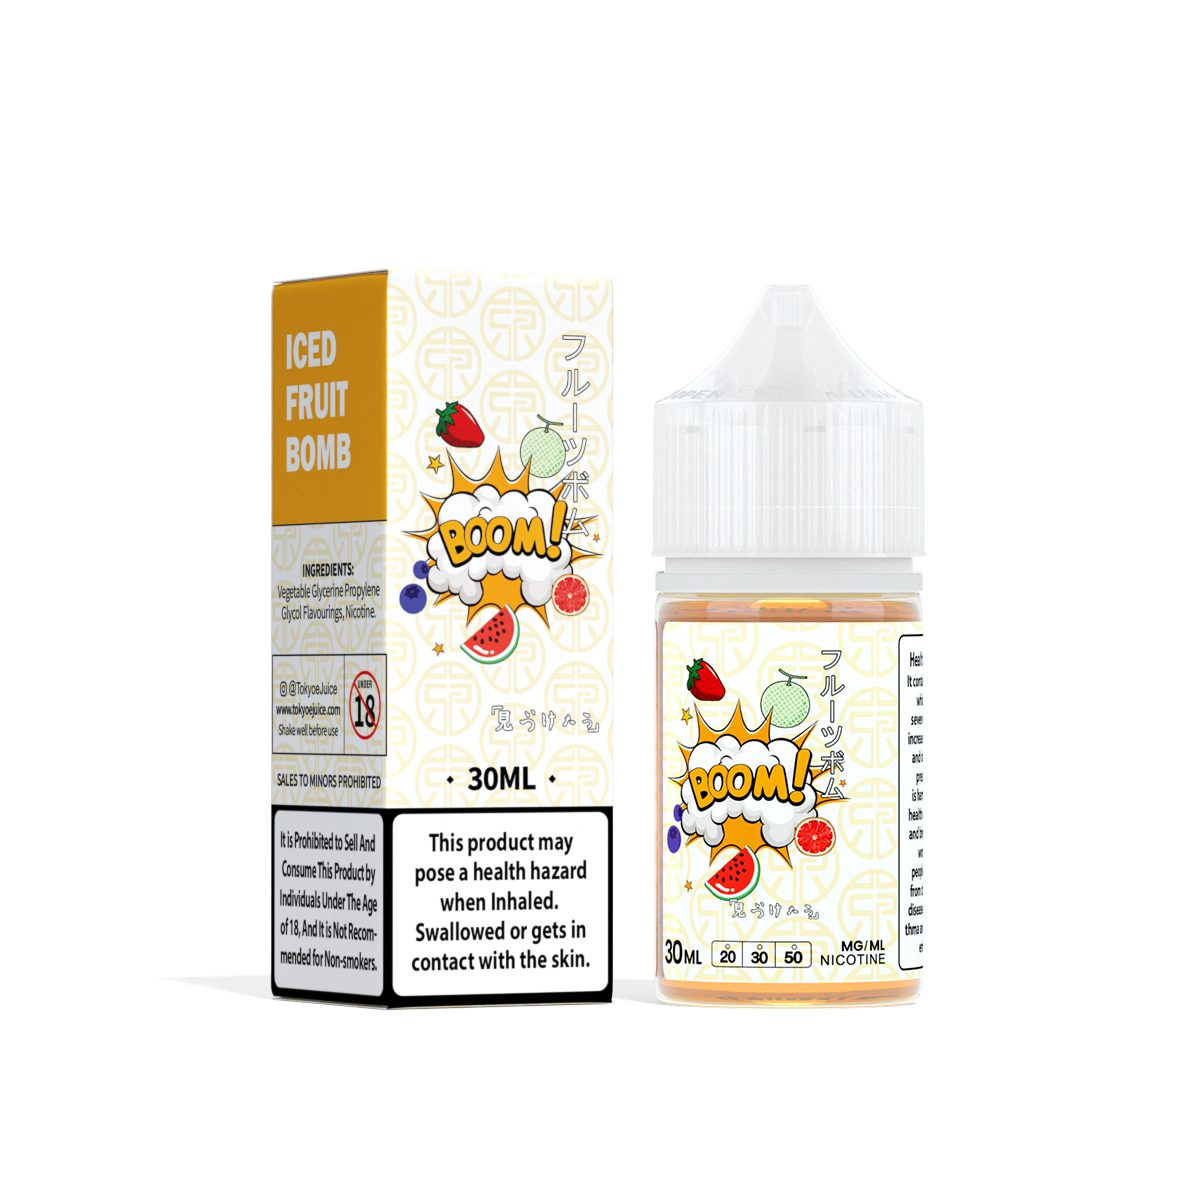 ICED
FRUIT
BOMB
INGREDIENTS:
Vegetable Glycerine Propylene
Glycol Flavourings, Nicotine.
@TokyoeJuice
www.tokyoejuice.com
Shake well before use
UNDER
18
SALES TO MINORS PROHIBITED
It is Prohibited to Sell And
Consume This Product by
Individuals Under The Age
of 18, And It is Not Recom-
mended for Non-smokers.
フルーツボム
BOOM!
· 30ML ·
This product may
pose a health hazard
when Inhaled.
Swallowed or gets in
contact with the skin.
OPEN
フルーツボム
BOOM!
30ML
20 30 50
MG/ML
NICOTINE